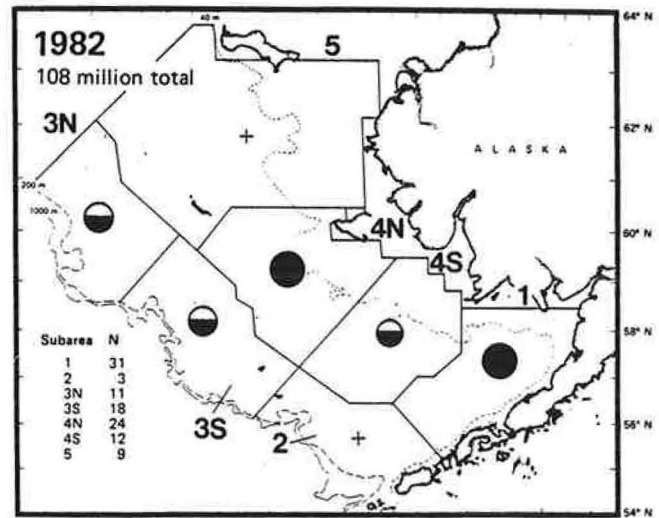 40 m
64° N
1982
5
108 million total
3N
62° N
ALASKA
200 m
1000 m
4N
60° N
4S
1
58° N
Subarea N
1 31
2 3
3N 11
3S 18
4N 24
4S 12
5 9
3S
2
56° N
54° N